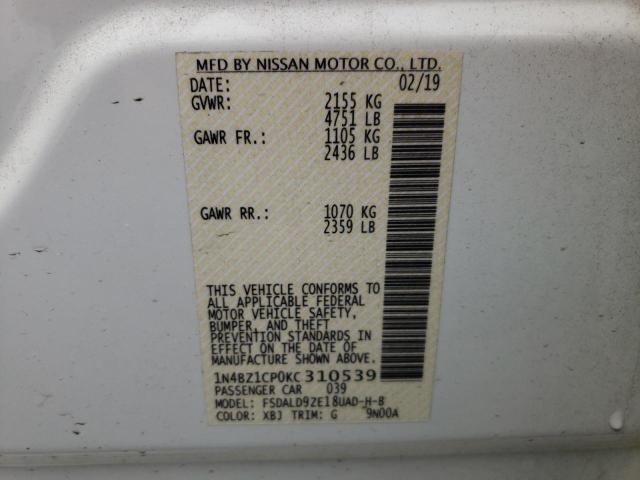 MFD BY NISSAN MOTOR CO., LTD.
DATE: 02/19
GVWR: 2155 KG
4751 LB
GAWR FR.: 1105 KG
2436 LB
GAWR RR.: 1070 KG
2359 LB
THIS VEHICLE CONFORMS TO
ALL APPLICABLE FEDERAL
MOTOR VEHICLE SAFETY,
BUMPER, AND THEFT
PREVENTION STANDARDS IN
EFFECT ON THE DATE OF
MANUFACTURE SHOWN ABOVE.
1N4BZ1CP0KC310539
PASSENGER CAR 039
MODEL: FSDALD9ZE18UAD-H-B
COLOR: XBJ TRIM: G 9N00A